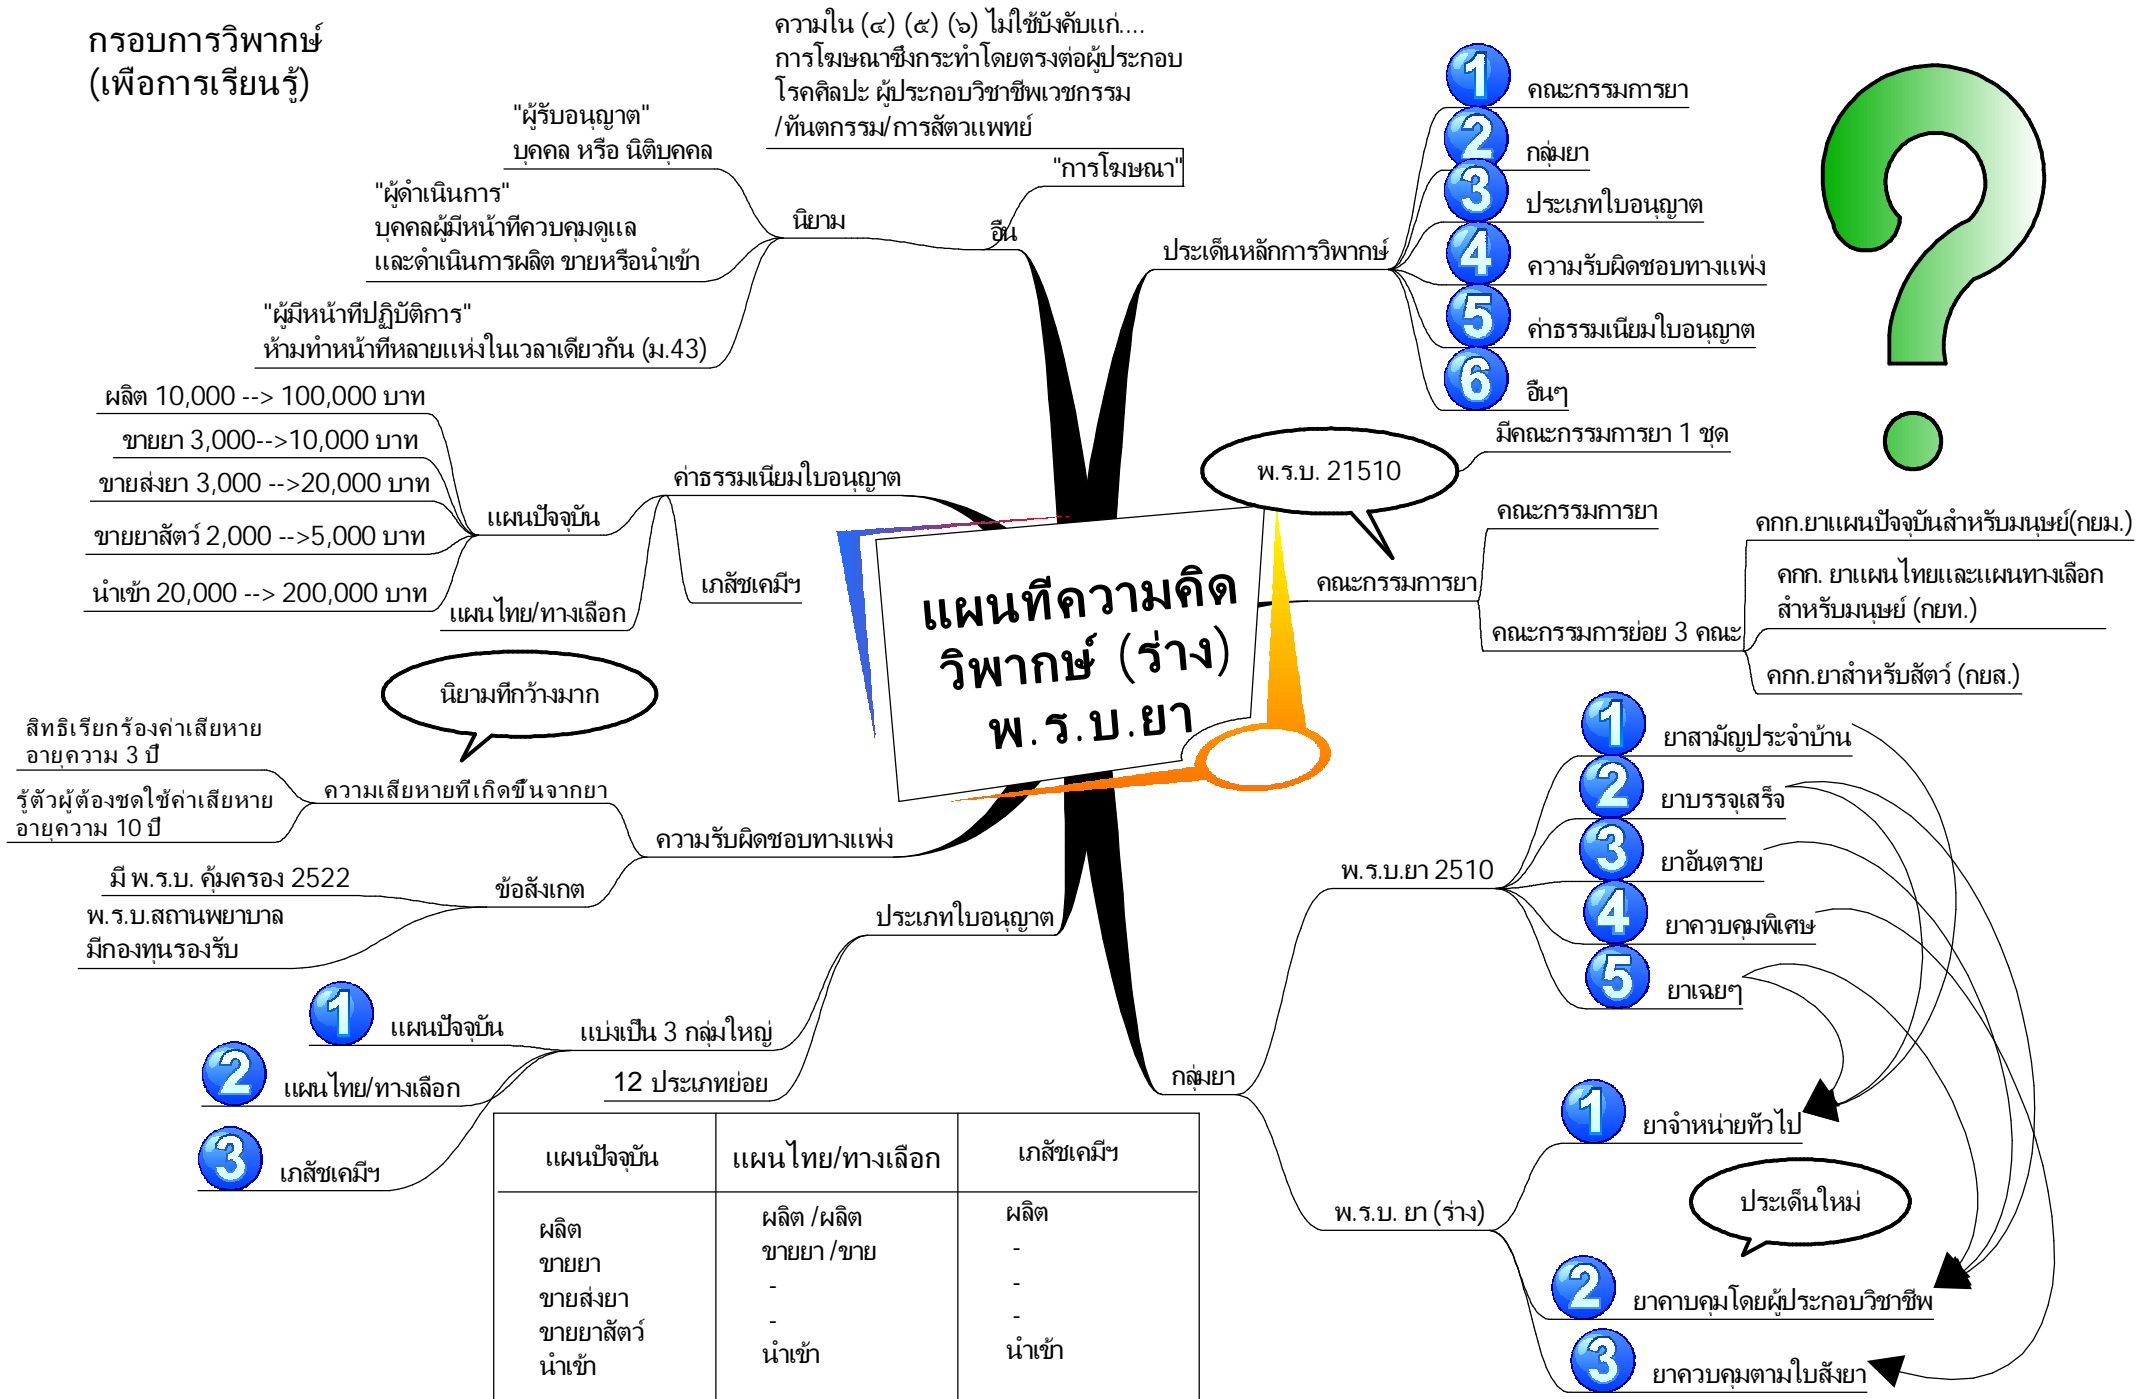 กรอบการวิพากษ์
(เพือการเรียนรู้)
ความใน (๔) (๕) (๖) ไม่ใช้บังคับแก่....
การโฆษณาซึงกระทำโดยตรงต่อผู้ประกอบ
โรคศิลปะ ผู้ประกอบวิชาชีพเวชกรรม
/ทันตกรรม/การสัตวแพทย์
"การโฆษณา"
"ผู้รับอนุญาต"
บุคคล หรือ นิติบุคคล
"ผู้ดำเนินการ"
บุคคลผู้มีหน้าทีควบคุมดูแล
และดำเนินการผลิต ขายหรือนำเข้า
"ผู้มีหน้าทีปฏิบัติการ"
ห้ามทำหน้าทีหลายแห่งในเวลาเดียวกัน (ม.43)
นิยาม
อืน
ประเด็นหลักการวิพากษ์
1 คณะกรรมการยา
2 กลุ่มยา
3 ประเภทใบอนุญาต
4 ความรับผิดชอบทางแพ่ง
5 ค่าธรรมเนียมใบอนุญาต
6 อืนๆ
ผลิต 10,000 --> 100,000 บาท
ขายยา 3,000-->10,000 บาท
ขายส่งยา 3,000 -->20,000 บาท
ขายยาสัตว์ 2,000 -->5,000 บาท
นำเข้า 20,000 --> 200,000 บาท
แผนปัจจุบัน
แผนไทย/ทางเลือก
เภสัชเคมีฯ
ค่าธรรมเนียมใบอนุญาต
พ.ร.บ. 21510
มีคณะกรรมการยา 1 ชุด
คณะกรรมการยา
คณะกรรมการยา
คณะกรรมการย่อย 3 คณะ
คกก.ยาแผนปัจจุบันสำหรับมนุษย์(กยม.)
คกก. ยาแผนไทยและแผนทางเลือก
สำหรับมนุษย์ (กยท.)
คกก.ยาสำหรับสัตว์ (กยส.)
แผนทีความคิด
วิพากษ์ (ร่าง)
พ.ร.บ.ยา
นิยามทีกว้างมาก
สิทธิเรียกร้องค่าเสียหาย
อายุความ 3 ปี
รู้ตัวผู้ต้องชดใช้ค่าเสียหาย
อายุความ 10 ปี
ความเสียหายทีเกิดขึนจากยา
ความรับผิดชอบทางแพ่ง
มี พ.ร.บ. คุ้มครอง 2522
พ.ร.บ.สถานพยาบาล
มีกองทุนรองรับ
ข้อสังเกต
ประเภทใบอนุญาต
แบ่งเป็น 3 กลุ่มใหญ่
12 ประเภทย่อย
1 แผนปัจจุบัน
2 แผนไทย/ทางเลือก
3 เภสัชเคมีฯ
แผนปัจจุบัน แผนไทย/ทางเลือก เภสัชเคมีฯ
ผลิต ผลิต /ผลิต ผลิต
ขายยา ขายยา /ขาย -
ขายส่งยา - -
ขายยาสัตว์ - -
นำเข้า นำเข้า นำเข้า
กลุ่มยา
พ.ร.บ.ยา 2510
1 ยาสามัญประจำบ้าน
2 ยาบรรจุเสร็จ
3 ยาอันตราย
4 ยาควบคุมพิเศษ
5 ยาเฉยๆ
พ.ร.บ. ยา (ร่าง)
1 ยาจำหน่ายทัวไป
ประเด็นใหม่
2 ยาคาบคุมโดยผู้ประกอบวิชาชีพ
3 ยาควบคุมตามใบสังยา